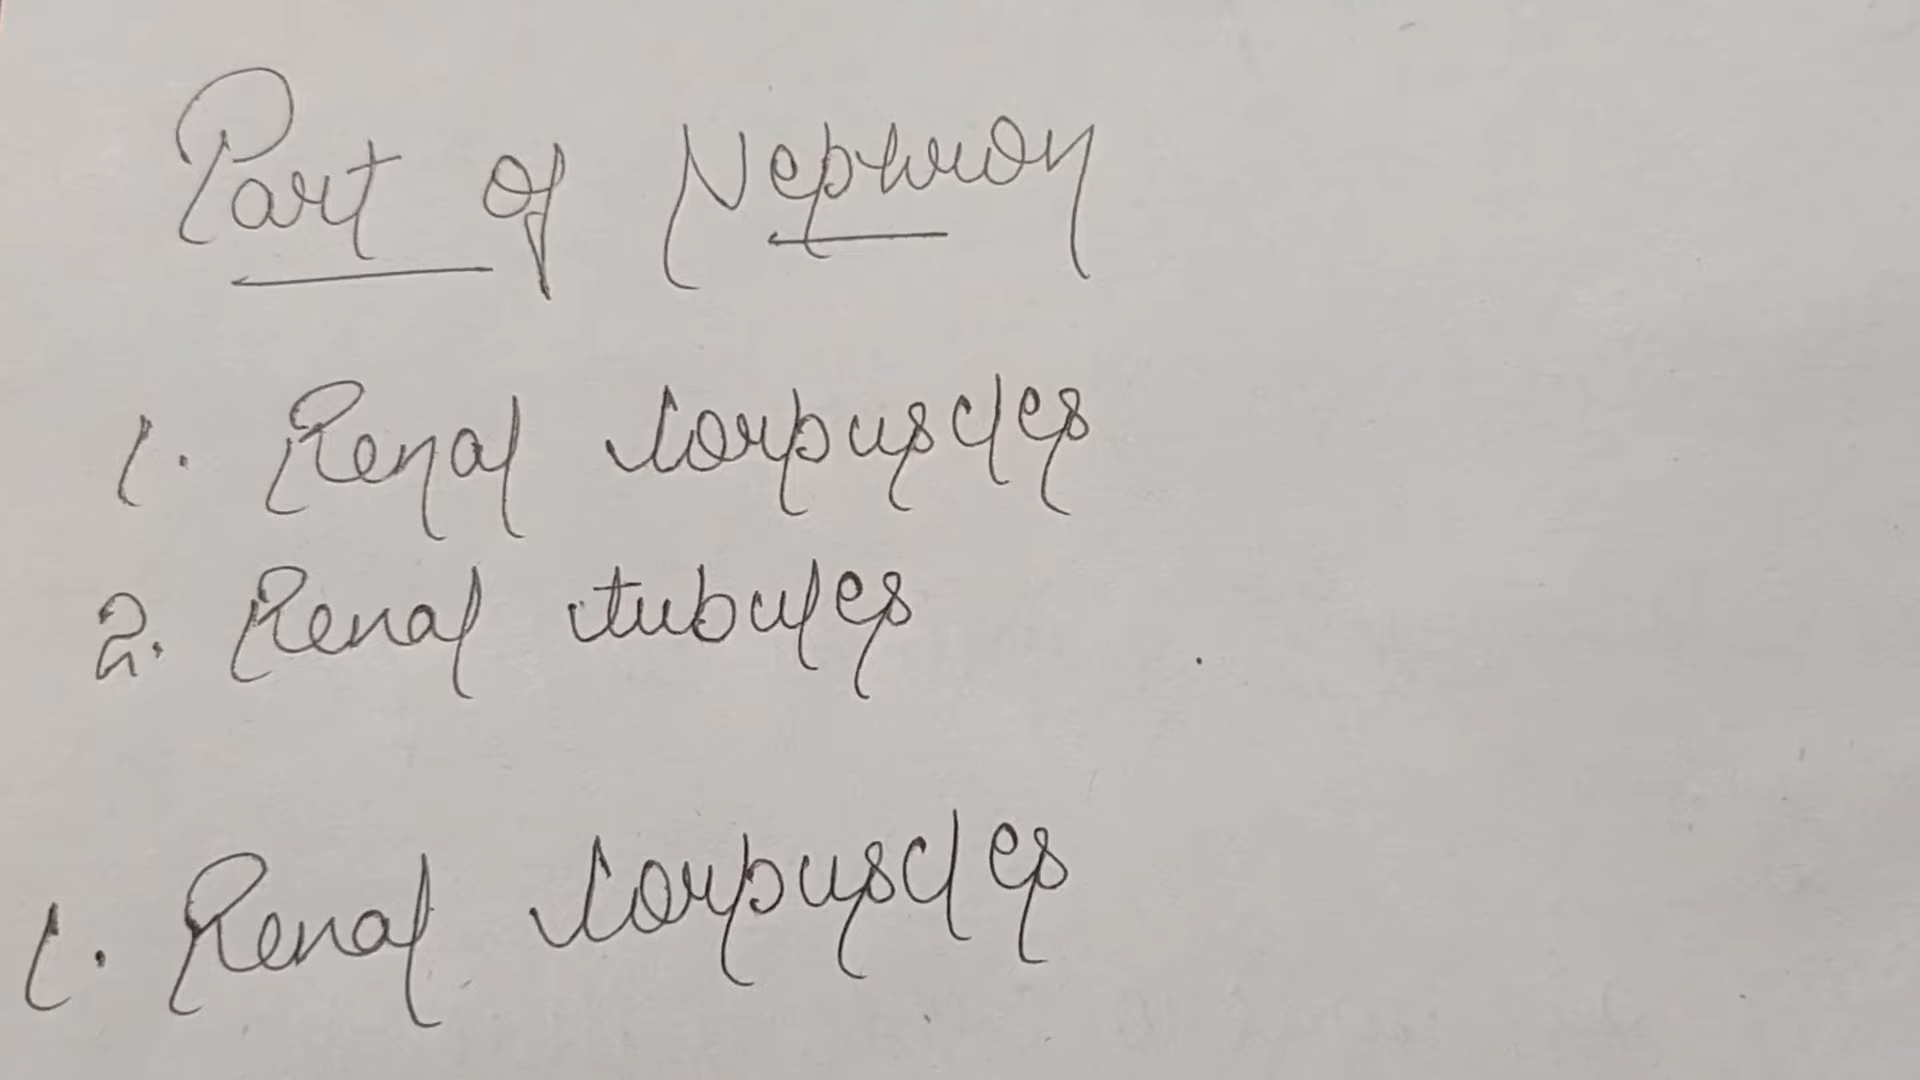 Part of Nephron
1. Renal corpuscles
2. Renal tubules
1. Renal corpuscles